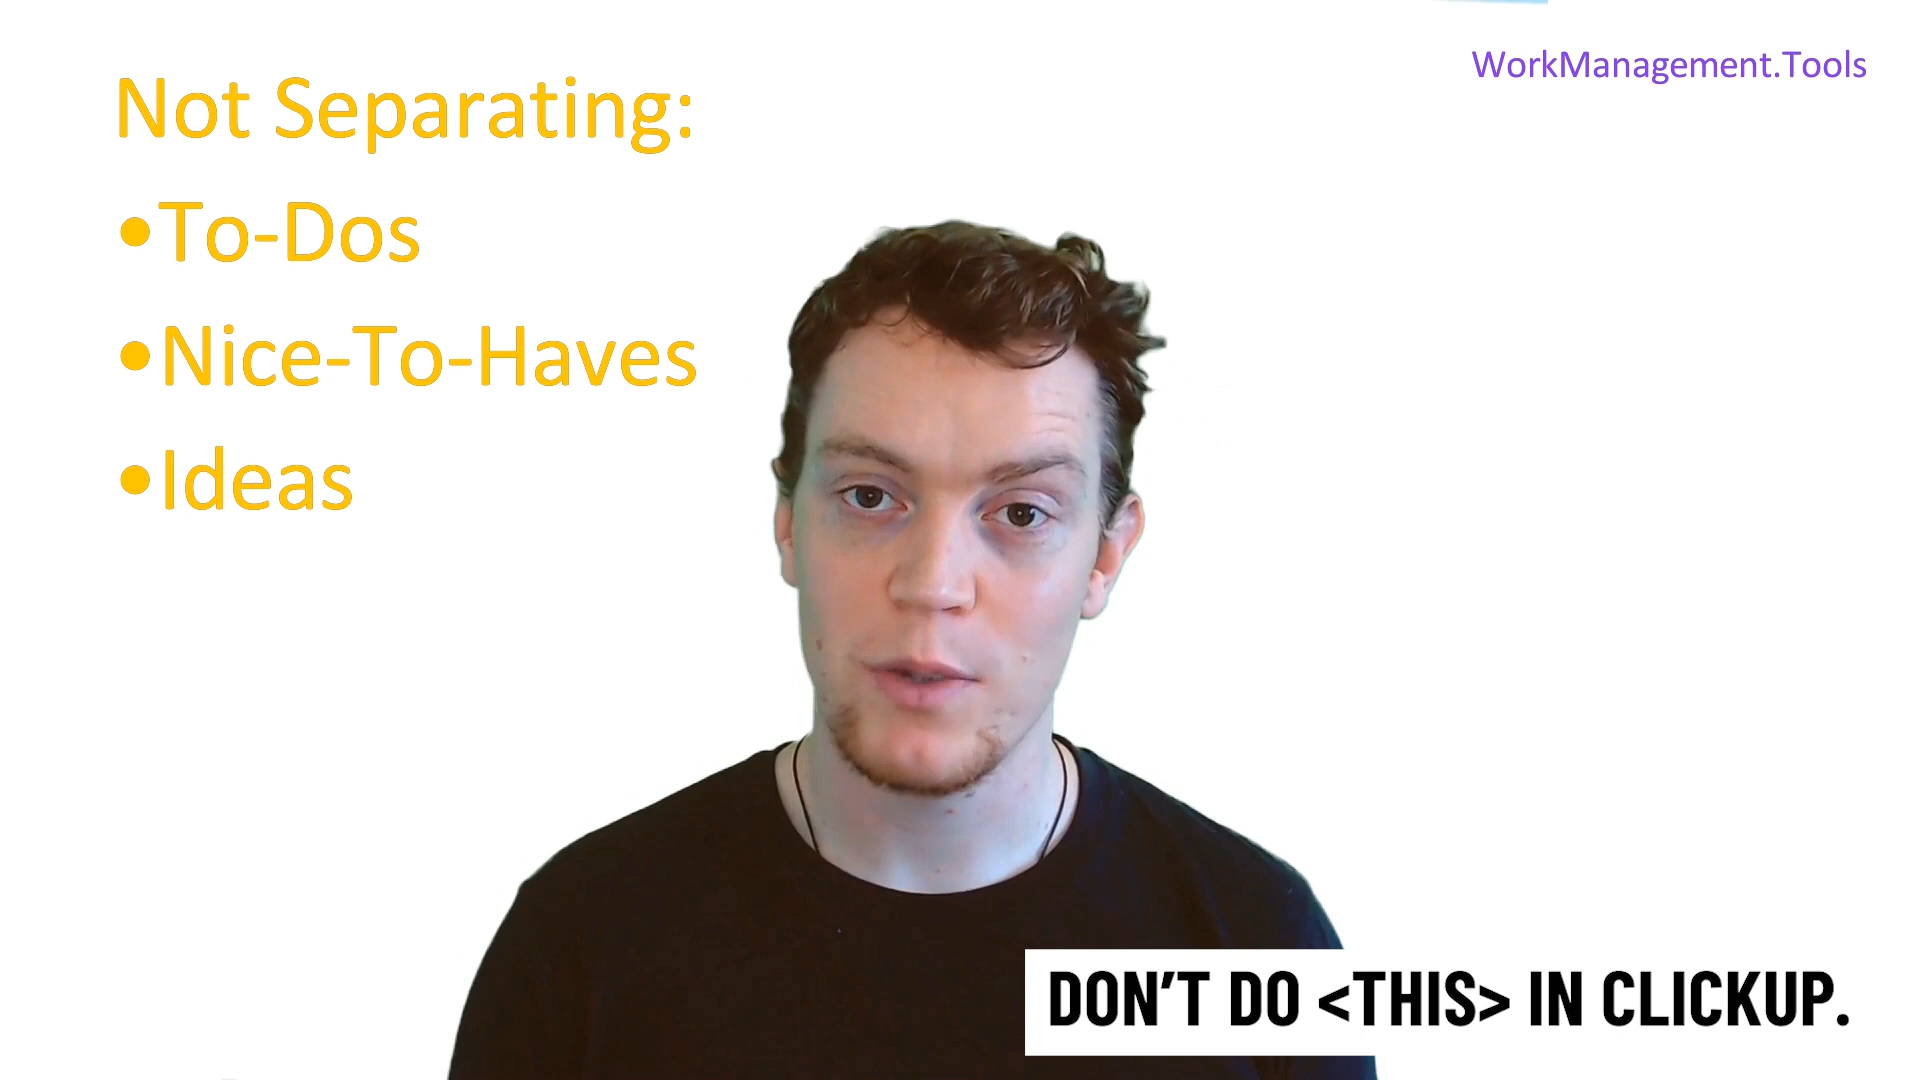 Not Separating:
•To-Dos
•Nice-To-Haves
•Ideas
WorkManagement.Tools
DON'T DO <THIS> IN CLICKUP.